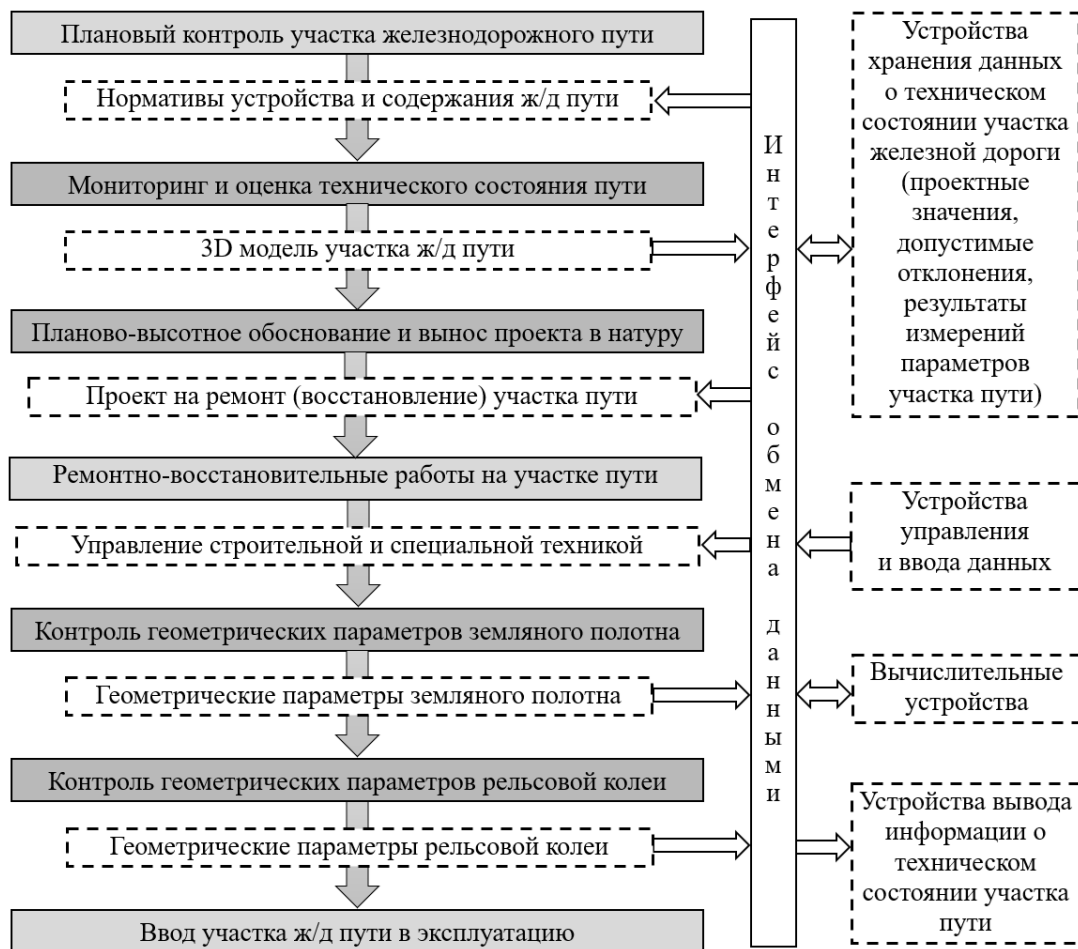 Плановый контроль участка железнодорожного пути
Нормативы устройства и содержания ж/д пути
Мониторинг и оценка технического состояния пути
3D модель участка ж/д пути
Планово-высотное обоснование и вынос проекта в натуру
Проект на ремонт (восстановление) участка пути
Ремонтно-восстановительные работы на участке пути
Управление строительной и специальной техникой
Контроль геометрических параметров земляного полотна
Геометрические параметры земляного полотна
Контроль геометрических параметров рельсовой колеи
Геометрические параметры рельсовой колеи
Ввод участка ж/д пути в эксплуатацию
Интерфейс обмена данными
Устройства
хранения данных
о техническом
состоянии участка
железной дороги
(проектные
значения,
допустимые
отклонения,
результаты
измерений
параметров
участка пути)
Устройства
управления
и ввода данных
Вычислительные
устройства
Устройства вывода
информации о
техническом
состоянии участка
пути